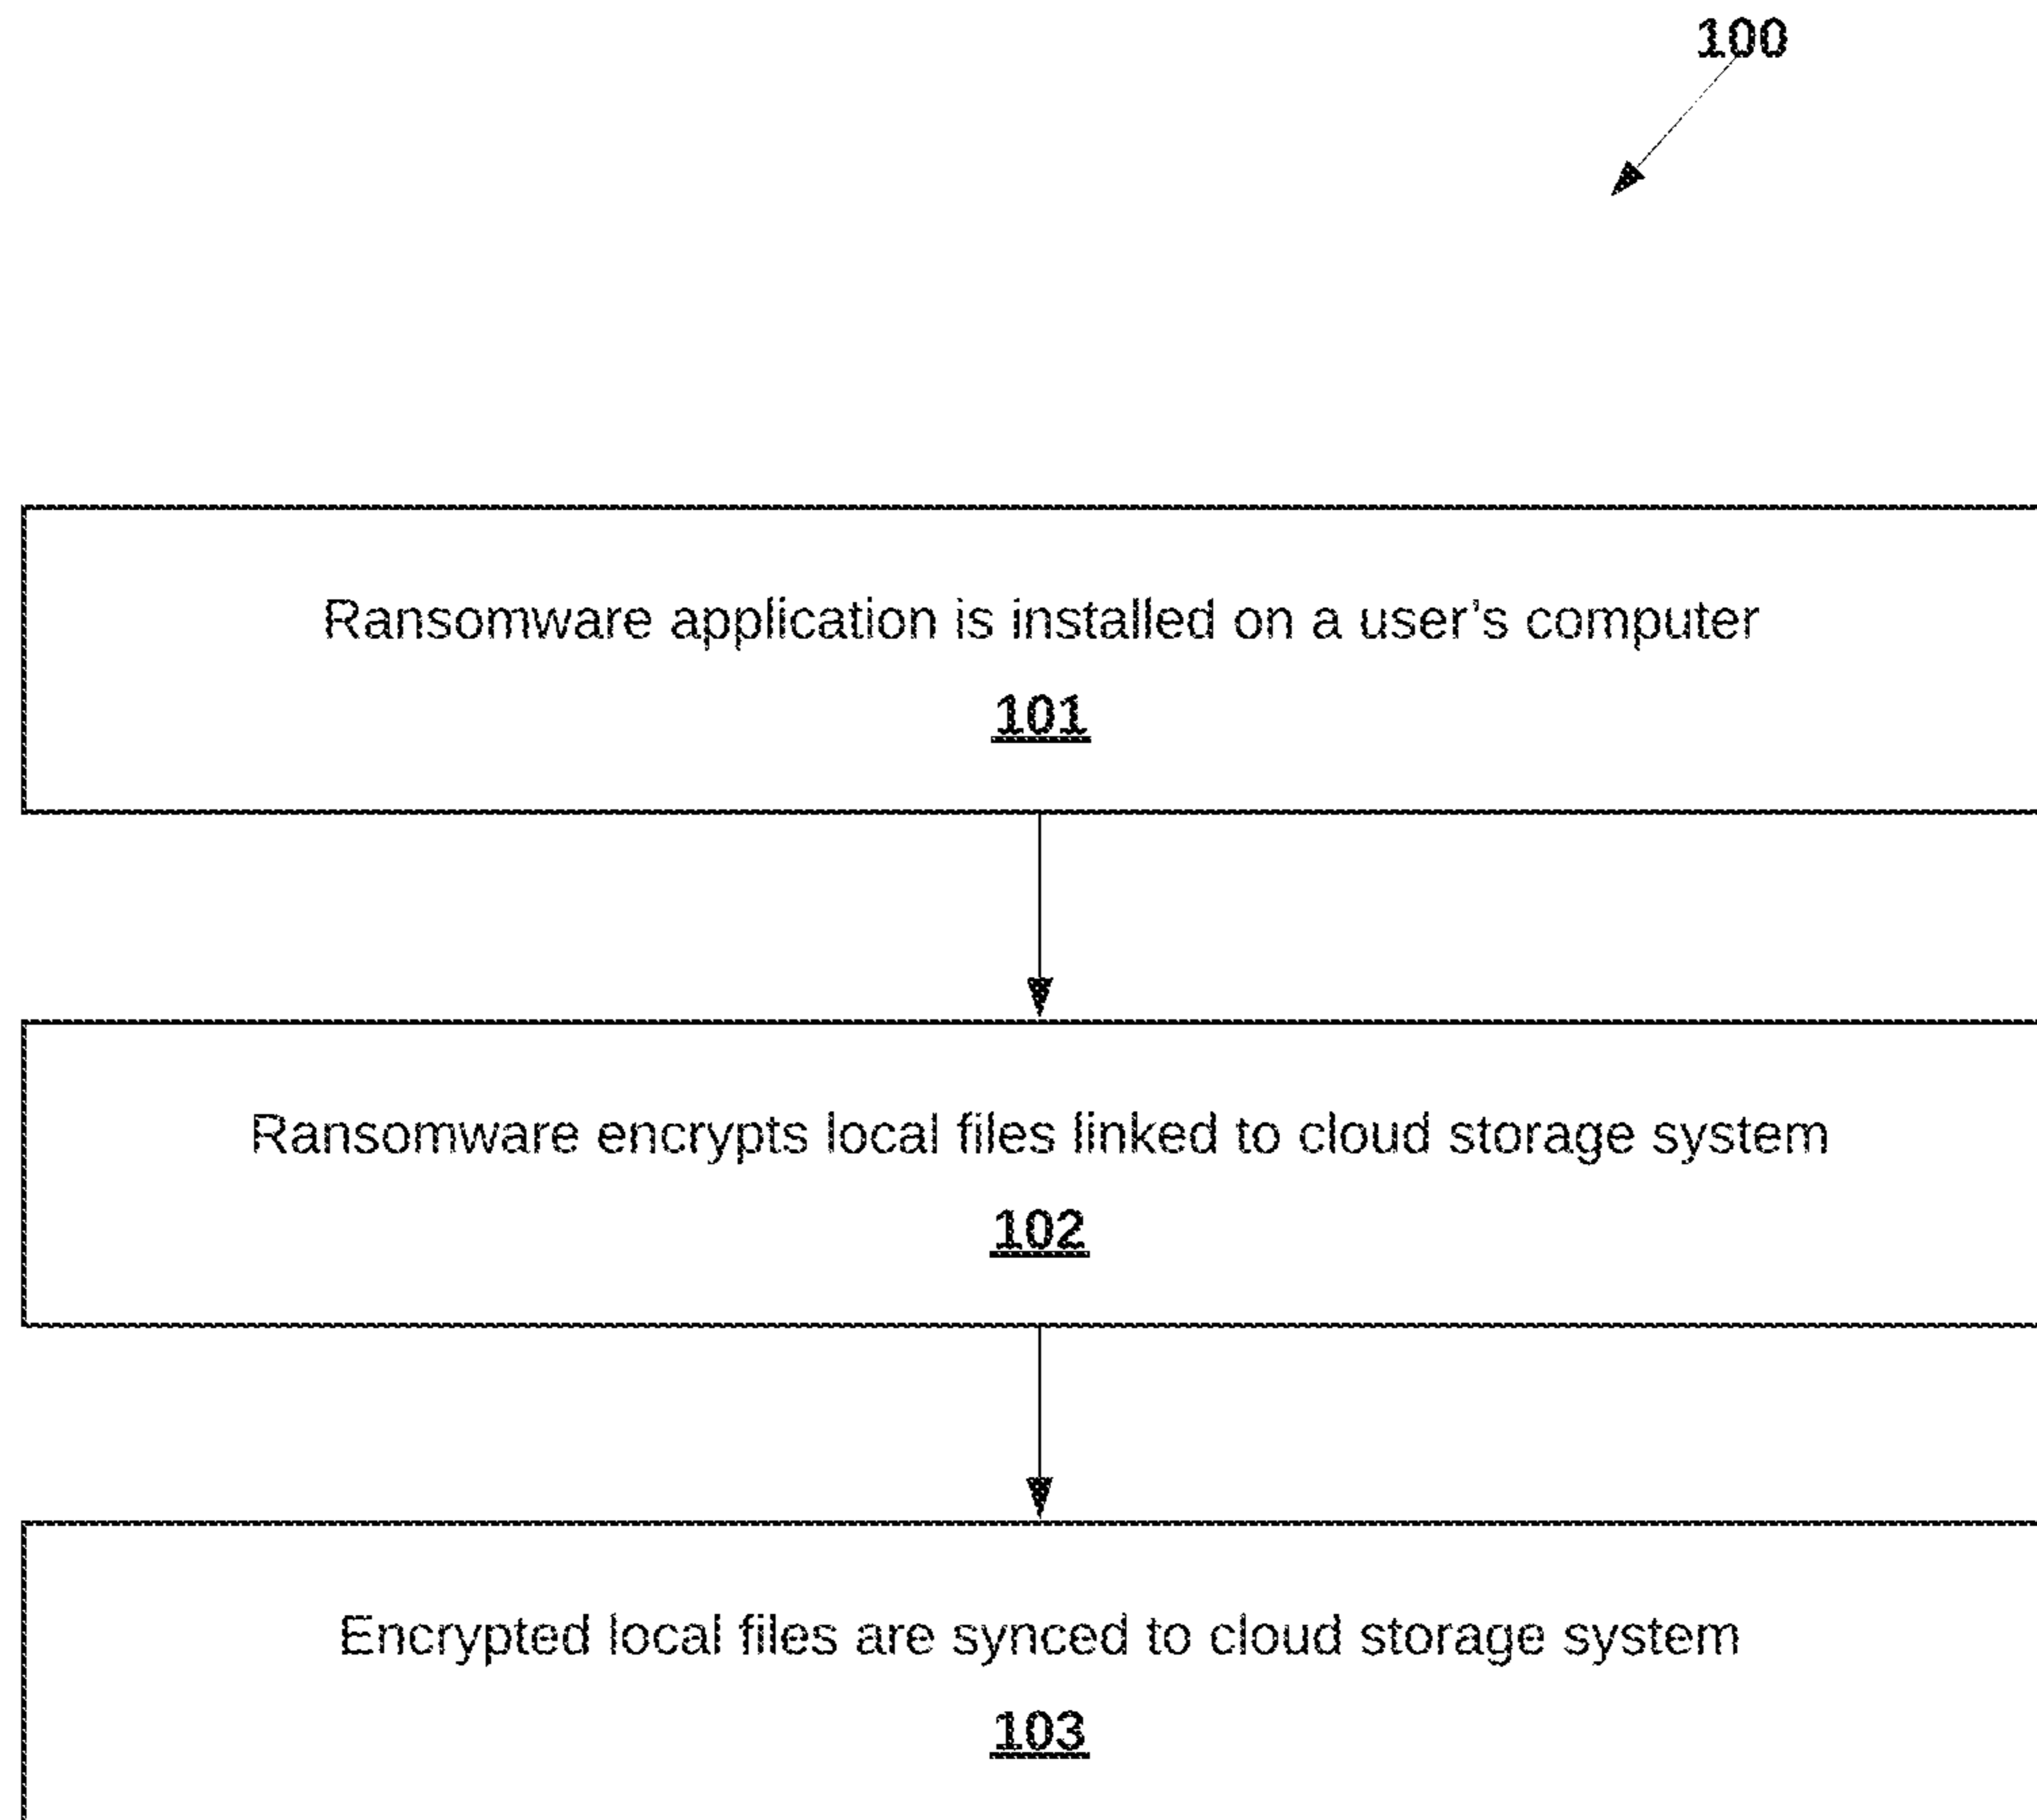 100
Ransomware application is installed on a user’s computer
101
Ransomware encrypts local files linked to cloud storage system
102
Encrypted local files are synced to cloud storage system
103